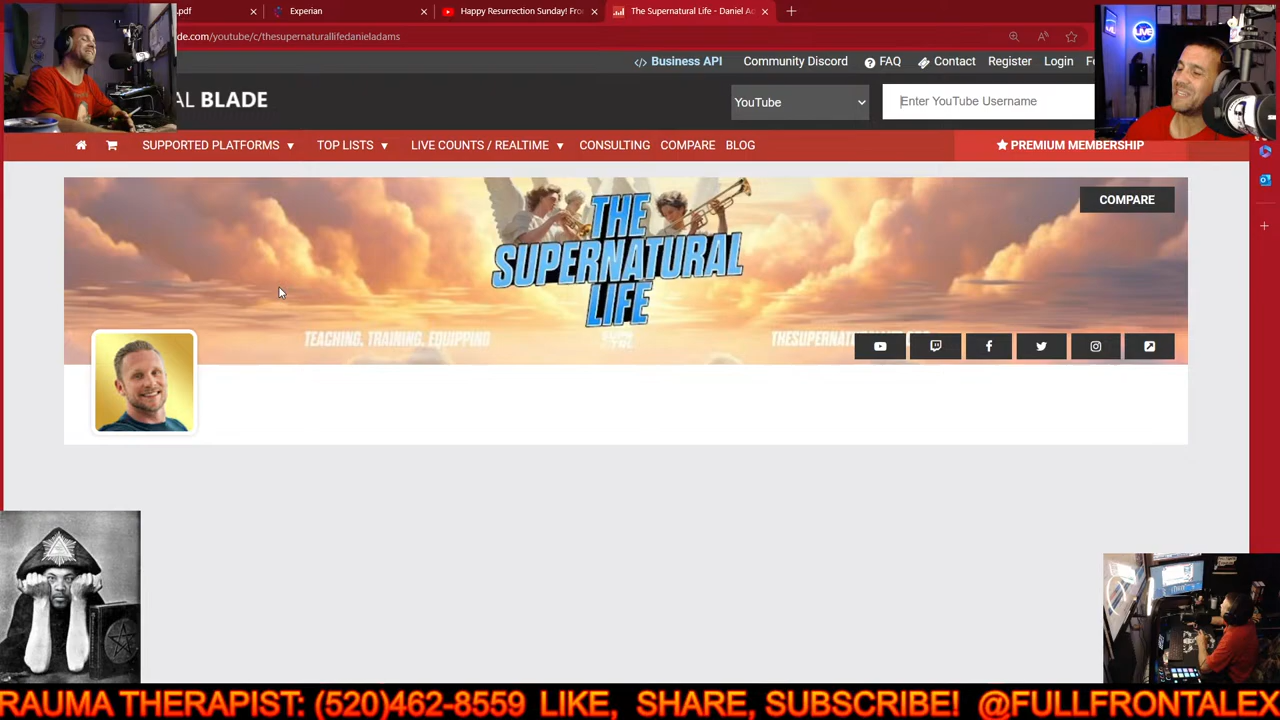 .pdf
Experian
Happy Resurrection Sunday! Fro
The Supernatural Life - Daniel Ac
de.com/youtube/c/thesupernaturallifedanieladams
</> Business API
Community Discord
FAQ
Contact
Register
Login
AL BLADE
YouTube
Enter YouTube Username
SUPPORTED PLATFORMS ▼
TOP LISTS ▼
LIVE COUNTS / REALTIME ▼
CONSULTING
COMPARE
BLOG
PREMIUM MEMBERSHIP
LIVE
COMPARE
THE
SUPERNATURAL
LIFE
TEACHING. TRAINING. EQUIPPING
RAUMA THERAPIST: (520)462-8559 LIKE, SHARE, SUBSCRIBE! @FULLFRONTALEX